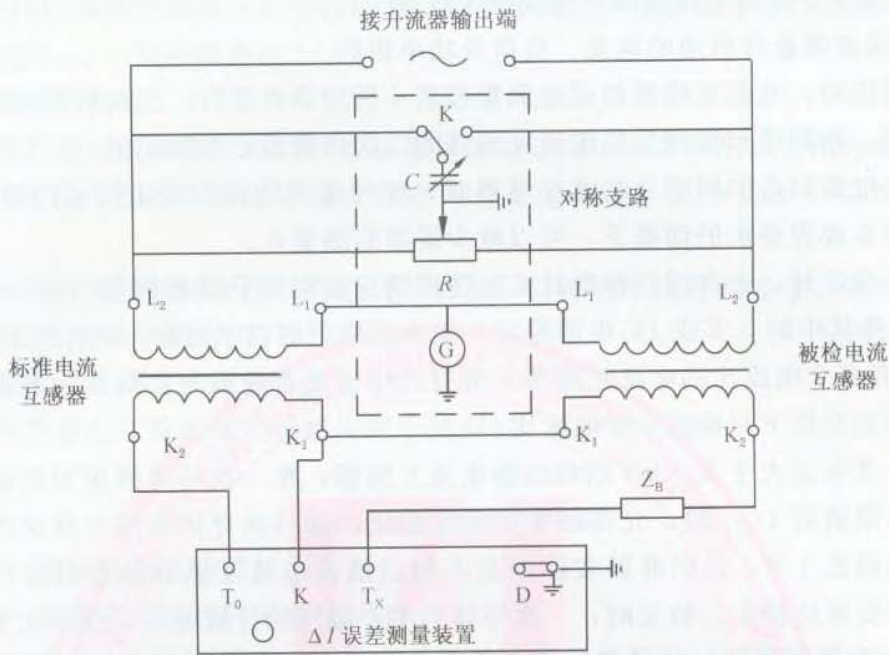 接升流器输出端
K
C
对称支路
R
L₂ L₁ L₁ L₂
G
标准电流
互感器
被检电流
互感器
K₂ K₁ K₁ K₂
Z_B
T₀ K Tₓ D
ΔI 误差测量装置